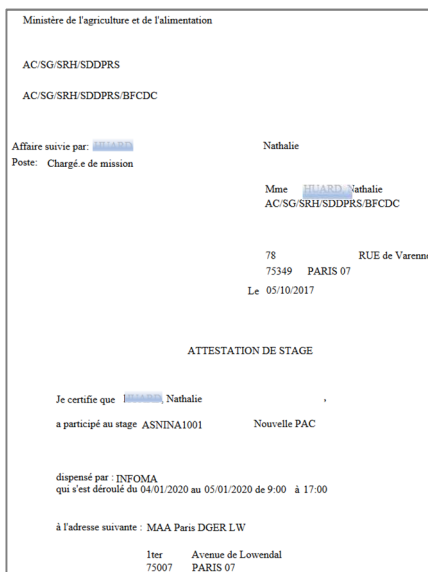 Ministère de l'agriculture et de l'alimentation
AC/SG/SRH/SDDPRS
AC/SG/SRH/SDDPRS/BFCDC
Affaire suivie par: Nathalie
Poste: Chargé.e de mission
Mme Nathalie
AC/SG/SRH/SDDPRS/BFCDC
78 RUE de Varenne
75349 PARIS 07
Le 05/10/2017
ATTESTATION DE STAGE
Je certifie que Nathalie ,
a participé au stage ASNINA1001 Nouvelle PAC
dispensé par : INFOMA
qui s'est déroulé du 04/01/2020 au 05/01/2020 de 9:00 à 17:00
à l'adresse suivante : MAA Paris DGER LW
1ter Avenue de Lowendal
75007 PARIS 07